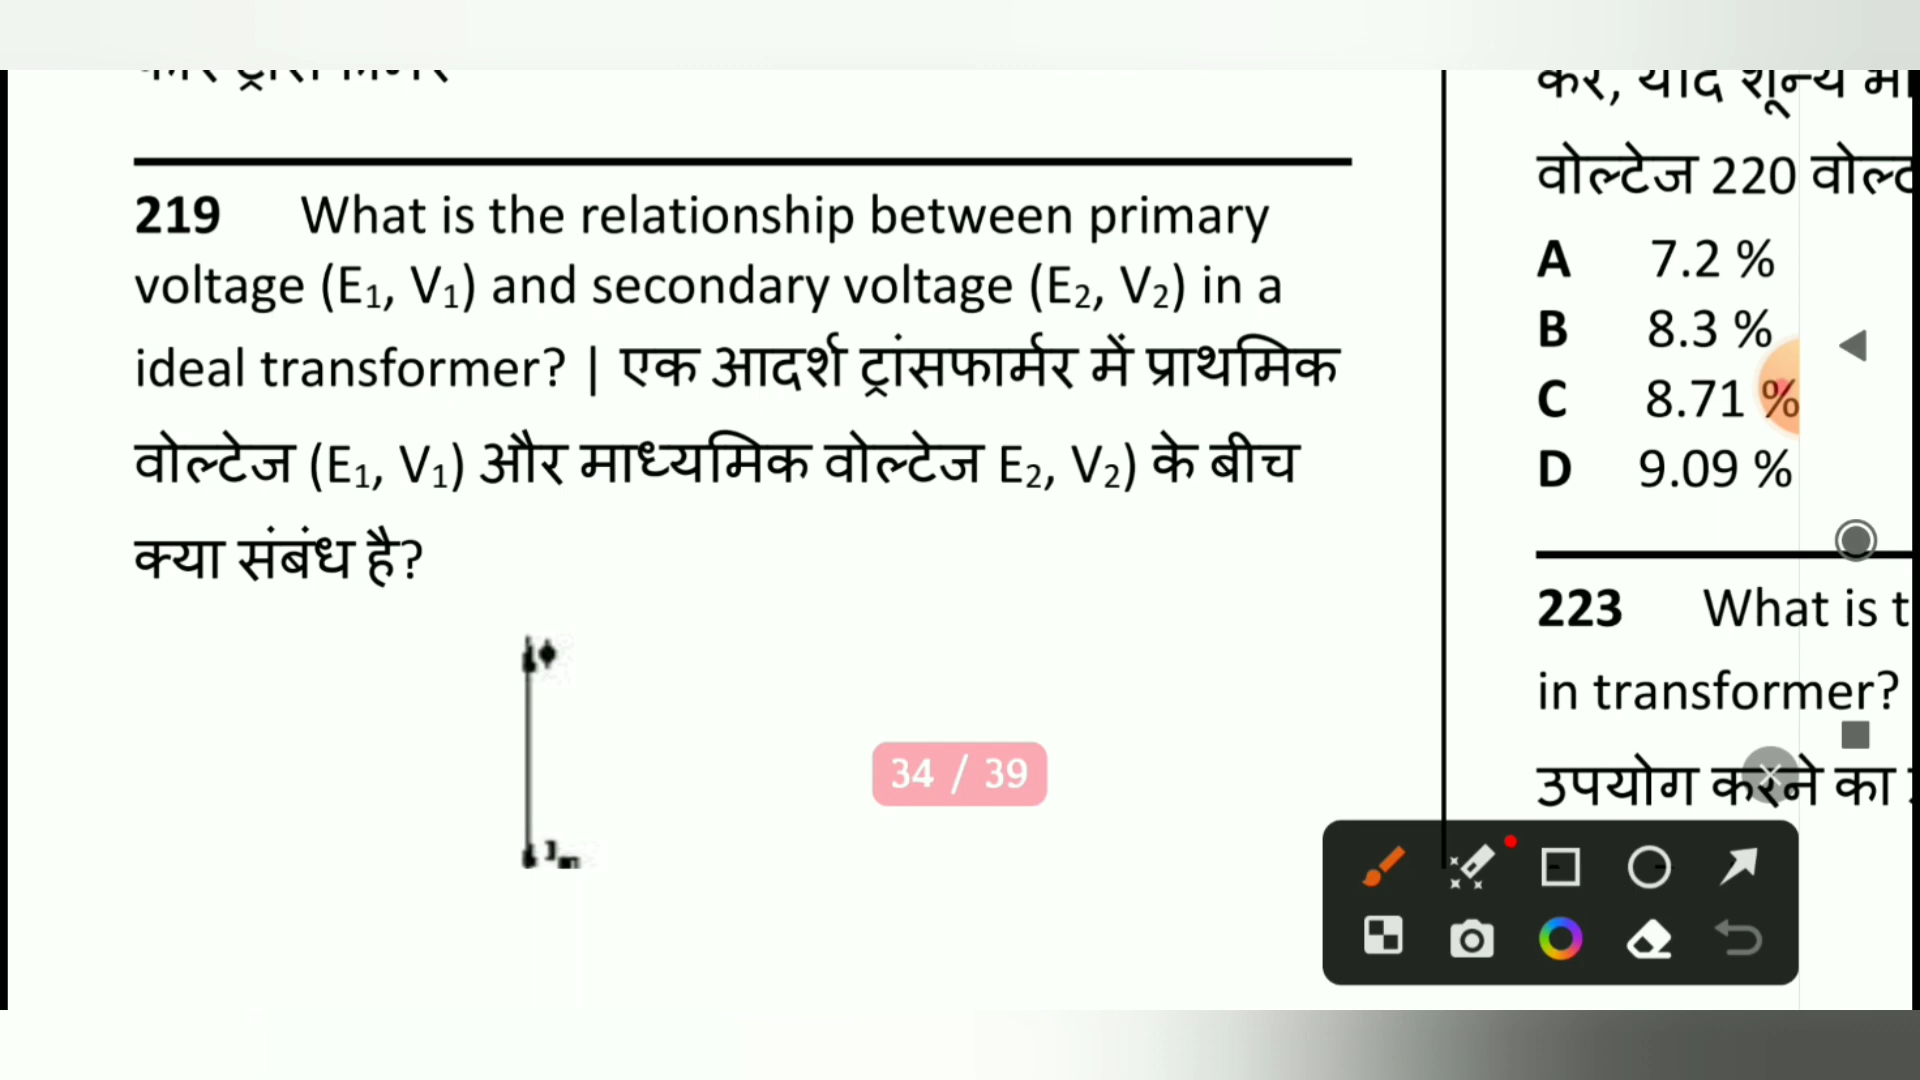 219 What is the relationship between primary
voltage (E₁, V₁) and secondary voltage (E₂, V₂) in a
ideal transformer? | एक आदर्श ट्रांसफार्मर में प्राथमिक
वोल्टेज (E₁, V₁) और माध्यमिक वोल्टेज E₂, V₂) के बीच
क्या संबंध है?
34 / 39
वोल्टेज 220
A 7.2 %
B 8.3 %
C 8.71 %
D 9.09 %
223 What is t
in transformer?
उपयोग करने का